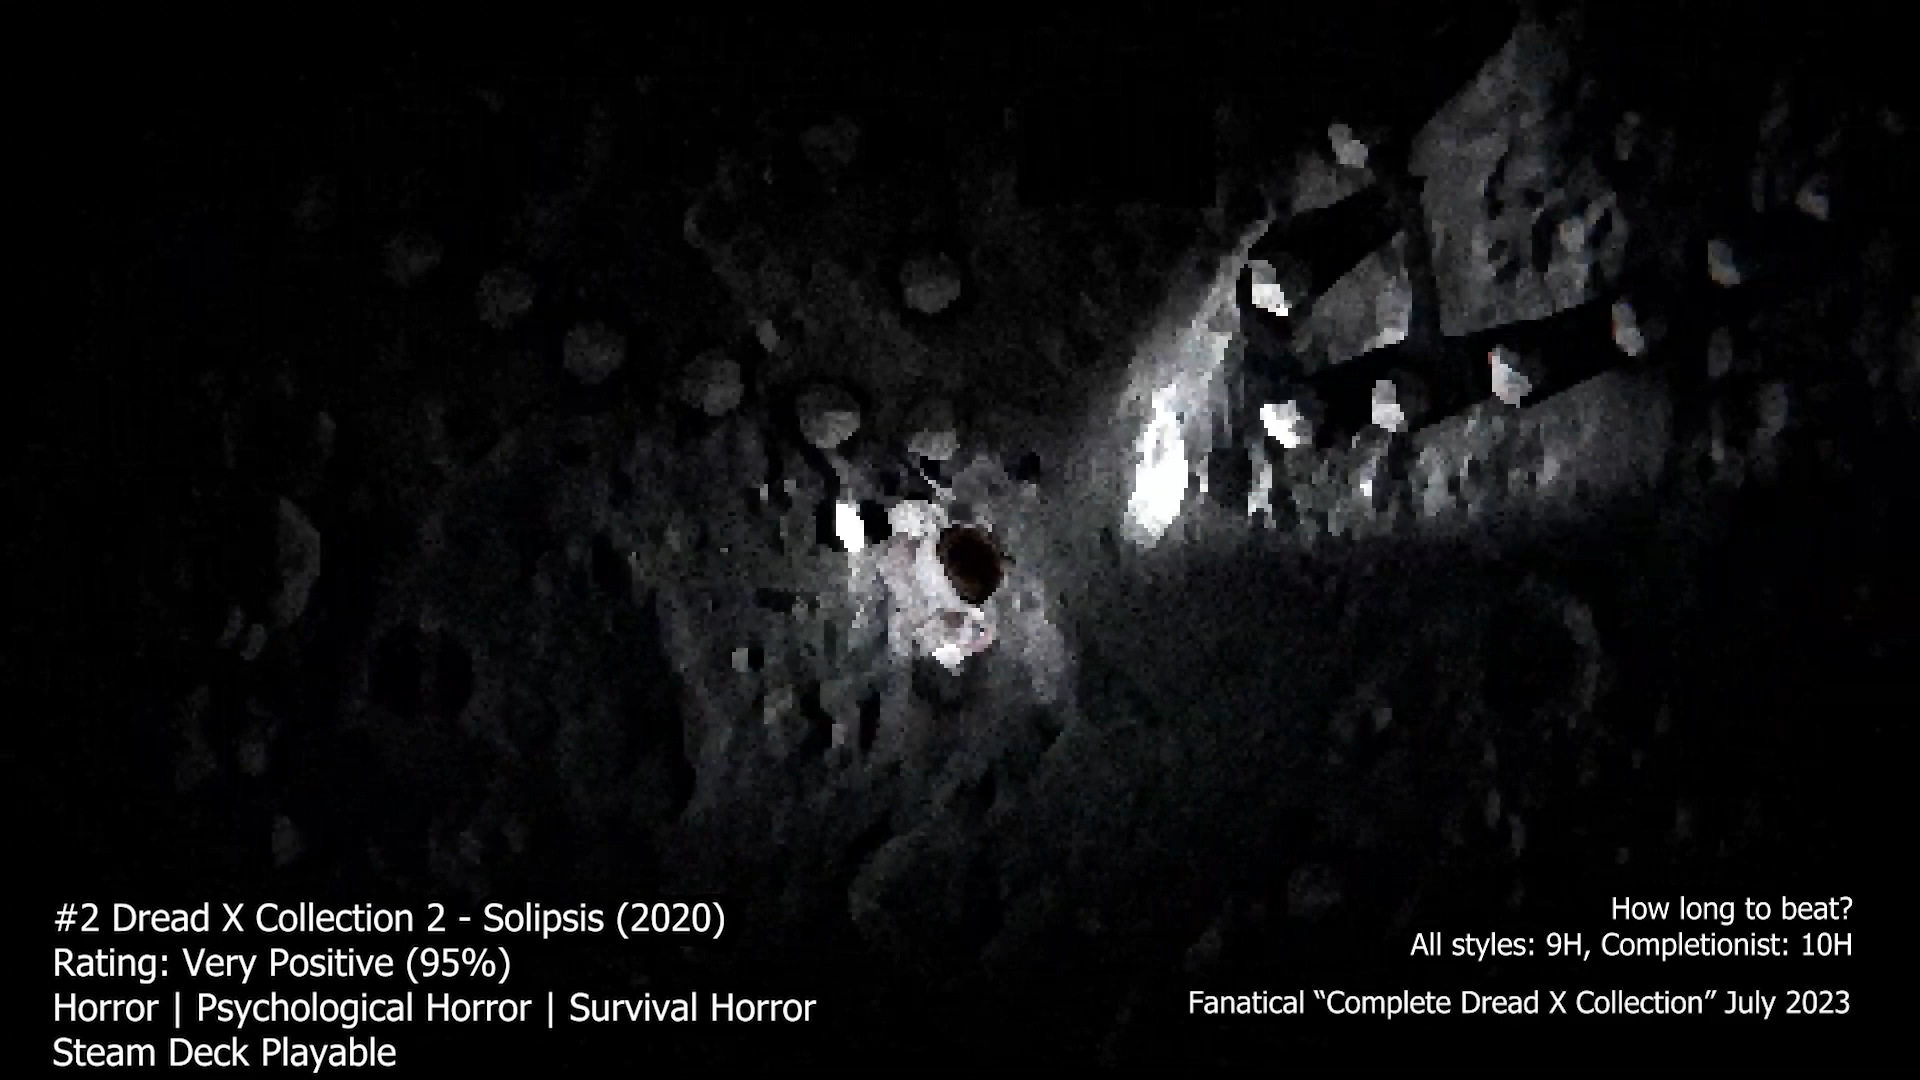 #2 Dread X Collection 2 - Solipsis (2020)
Rating: Very Positive (95%)
Horror | Psychological Horror | Survival Horror
Steam Deck Playable
How long to beat?
All styles: 9H, Completionist: 10H
Fanatical “Complete Dread X Collection” July 2023